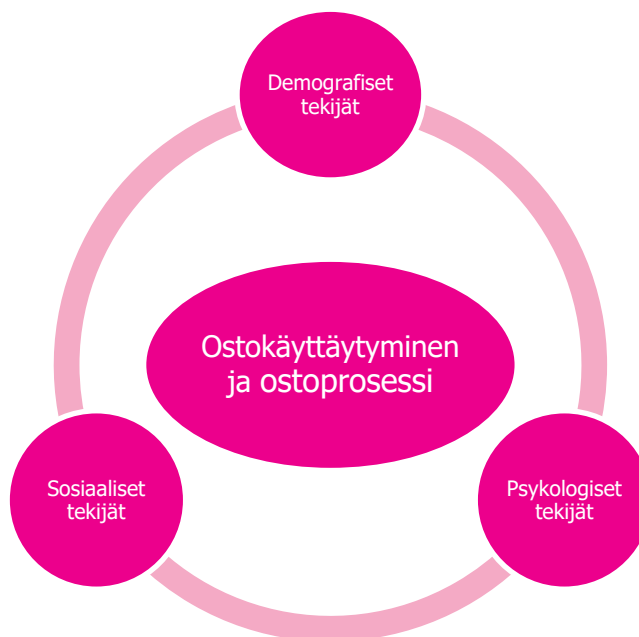 Demografiset
tekijät
Ostokäyttäytyminen
ja ostoprosessi
Sosiaaliset
tekijät
Psykologiset
tekijät